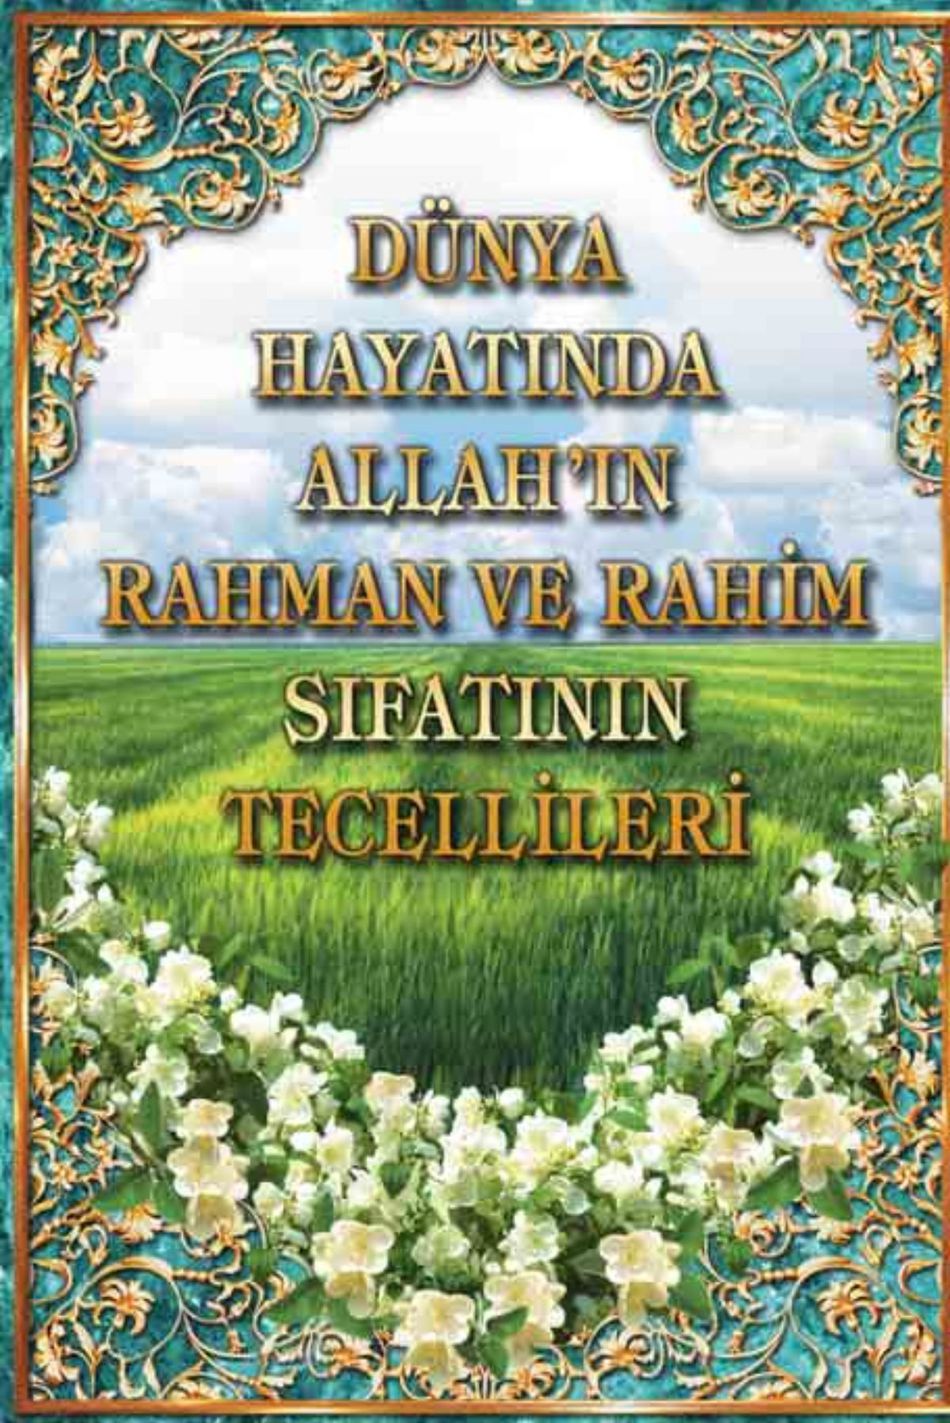 DÜNYA
HAYATINDA
ALLAH'IN
RAHMAN VE RAHİM
SIFATININ
TECELLİLERİ